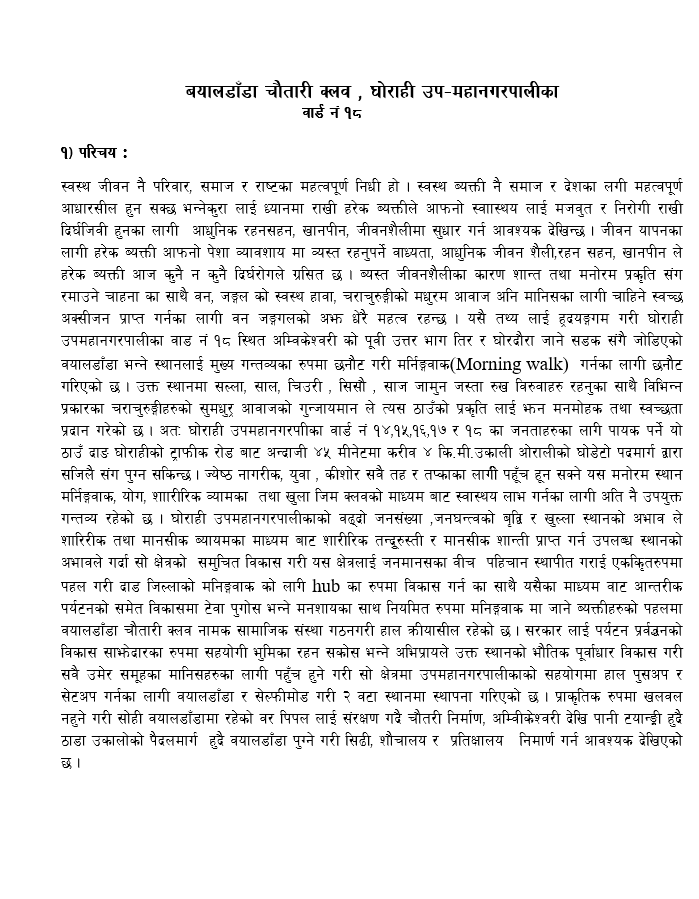 बयालडाँडा चौतारी क्लव , घोराही उप-महानगरपालीका
वार्ड नं १८
१) परिचय :
स्वस्थ जीवन नै परिवार, समाज र राष्टका महत्वपूर्ण निधी हो । स्वस्थ ब्यक्ती नै समाज र देशका लगी महत्वपूर्ण
आधारसील हुन सक्छ भन्नेकुरा लाई ध्यानमा राखी हरेक ब्यक्तीले आफनो स्वाास्थ्य लाई मजवुत र निरोगी राखी
दिर्घजिवी हुनका लागी आधुनिक रहनसहन, खानपीन, जीवनशैलीमा सुधार गर्न आवश्यक देखिन्छ । जीवन यापनका
लागी हरेक ब्यक्ती आफनो पेशा व्यावशाय मा व्यस्त रहनुपर्ने वाध्यता, आधुनिक जीवन शैली,रहन सहन, खानपीन ले
हरेक ब्यक्ती आज कुनै न कुनै दिर्घरोगले ग्रसित छ । ब्यस्त जीवनशैलीका कारण शान्त तथा मनोरम प्रकृति संग
रमाउने चाहना का साथै वन, जङ्गल को स्वस्थ हावा, चराचुरुङ्गीको मधुरम आवाज अनि मानिसका लागी चाहिने स्वच्छ
अक्सीजन प्राप्त गर्नका लागी वन जङ्गगलको अझ धेरै महत्व रहन्छ । यसै तथ्य लाई हृदयङ्गगम गरी घोराही
उपमहानगरपालीका वाड नं १८ स्थित अम्विकेश्वरी को पूवी उत्तर भाग तिर र घोरदौरा जाने सडक संगै जोडिएको
वयालडाँडा भन्ने स्थानलाई मुख्य गन्तव्यका रुपमा छनौट गरी मर्निङ्गवाक(Morning walk) गर्नका लागी छनौट
गरिएको छ । उक्त स्थानमा सल्ला, साल, चिउरी , सिसौ , साज जामुन जस्ता रुख विरुवाहरु रहनुका साथै विभिन्न
प्रकारका चराचुरुङ्गीहरुको सुमधुर आवाजको गुन्जायमान ले त्यस ठाउँको प्रकृति लाई झन मनमोहक तथा स्वच्छता
प्रदान गरेको छ । अत: घोराही उपमहानगरपाीका वार्ड नं १४,१५,१६,१७ र १८ का जनताहरुका लागी पायक पर्ने यो
ठाउँ दाङ घोराहीको ट्राफीक रोड बाट अन्दाजी ४५ मीनेटमा करीव ४ कि.मी.उकाली ओरालीको घोडेटो पदमार्ग द्वारा
सजिलै संग पुग्न सकिन्छ । ज्येष्ठ नागरीक, युवा , कीशोर सवै तह र तप्काका लागी पहूँच हून सक्ने यस मनोरम स्थान
मर्निङ्गवाक, योग, शाारीरिक व्यामका तथा खुला जिम क्लवको माध्यम बाट स्वास्थय लाभ गर्नका लागी अति नै उपयुक्त
गन्तव्य रहेको छ । घोराही उपमहानगरपालीकाको वढ्दो जनसंख्या ,जनघन्त्वको बृद्वि र खुल्ला स्थानको अभाव ले
शारिरीक तथा मानसीक ब्यायमका माध्यम बाट शारीरिक तन्दूरुस्ती र मानसीक शान्ती प्राप्त गर्न उपलब्ध स्थानको
अभावले गर्दा सो क्षेत्रको समुचित विकास गरी यस क्षेत्रलाई जनमानसका वीच पहिचान स्थापीत गराई एककितरुपमा
पहल गरी दाड जिल्लाको मनिङ्गवाक को लागी hub का रुपमा विकास गर्न का साथै यसैका माध्यम वाट आन्तरीक
पर्यटनको समेत विकासमा टेवा पुगोस भन्ने मनशायका साथ नियमित रुपमा मनिङ्गवाक मा जाने ब्यक्तीहरुको पहलमा
वयालडाँडा चौतारी क्लव नामक सामाजिक संस्था गठनगरी हाल क्रीयासील रहेको छ । सरकार लाई पर्यटन प्रर्वद्धनको
विकास साझेदारका रुपमा सहयोगी भुमिका रहन सकोस भन्ने अभिप्रायले उक्त स्थानको भौतिक पूर्वाधार विकास गरी
सवै उमेर समूहका मानिसहरुका लागी पहुँच हुने गरी सो क्षेत्रमा उपमहानगरपालीकाको सहयोगमा हाल पुसअप र
सेटअप गर्नका लागी वयालडाँडा र सेल्फीमोड गरी २ वटा स्थानमा स्थापना गरिएको छ । प्राकृतिक रुपमा खलवल
नहुने गरी सोही वयालडाँडामा रहेको वर पिपल लाई संरक्षण गदै चौतरी निर्माण, अम्वीकेश्वरी देखि पानी टयान्ङ्की हुदै
ठाडा उकालोको पैदलमार्ग हुदै वयालडाँडा पुग्ने गरी सिढी, शौचालय र प्रतिक्षालय निमार्ण गर्न आवश्यक देखिएको
छ ।